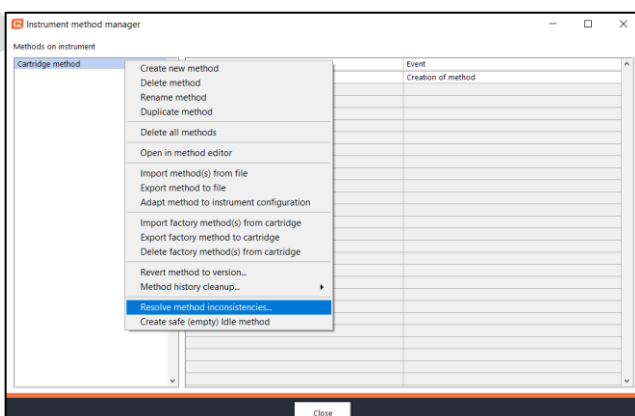 Instrument method manager
Methods on instrument
Cartridge method
Event
Creation of method
Create new method
Delete method
Rename method
Duplicate method
Delete all methods
Open in method editor
Import method(s) from file
Export method to file
Adapt method to instrument configuration
Import factory method(s) from cartridge
Export factory method to cartridge
Delete factory method(s) from cartridge
Revert method to version...
Method history cleanup...
Resolve method inconsistencies...
Create safe (empty) Idle method
Close